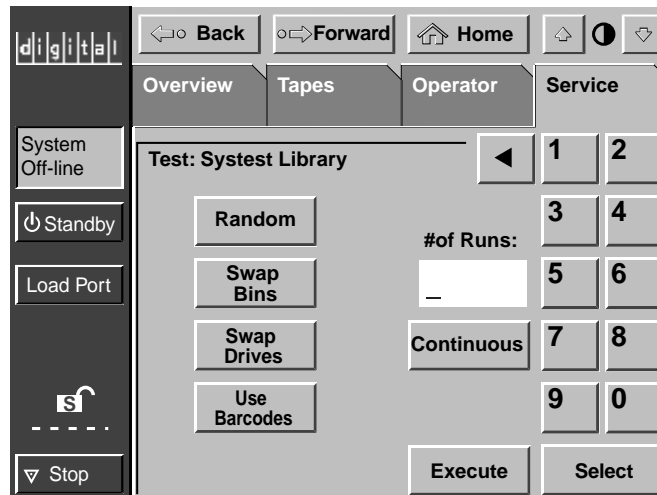 digital
Back
Forward
Home
Overview
Tapes
Operator
Service
System
Off-line
Standby
Load Port
S
Stop
Test: Systest Library
Random
Swap
Bins
Swap
Drives
Use
Barcodes
#of Runs:
_
Continuous
Execute
1 2
3 4
5 6
7 8
9 0
Select